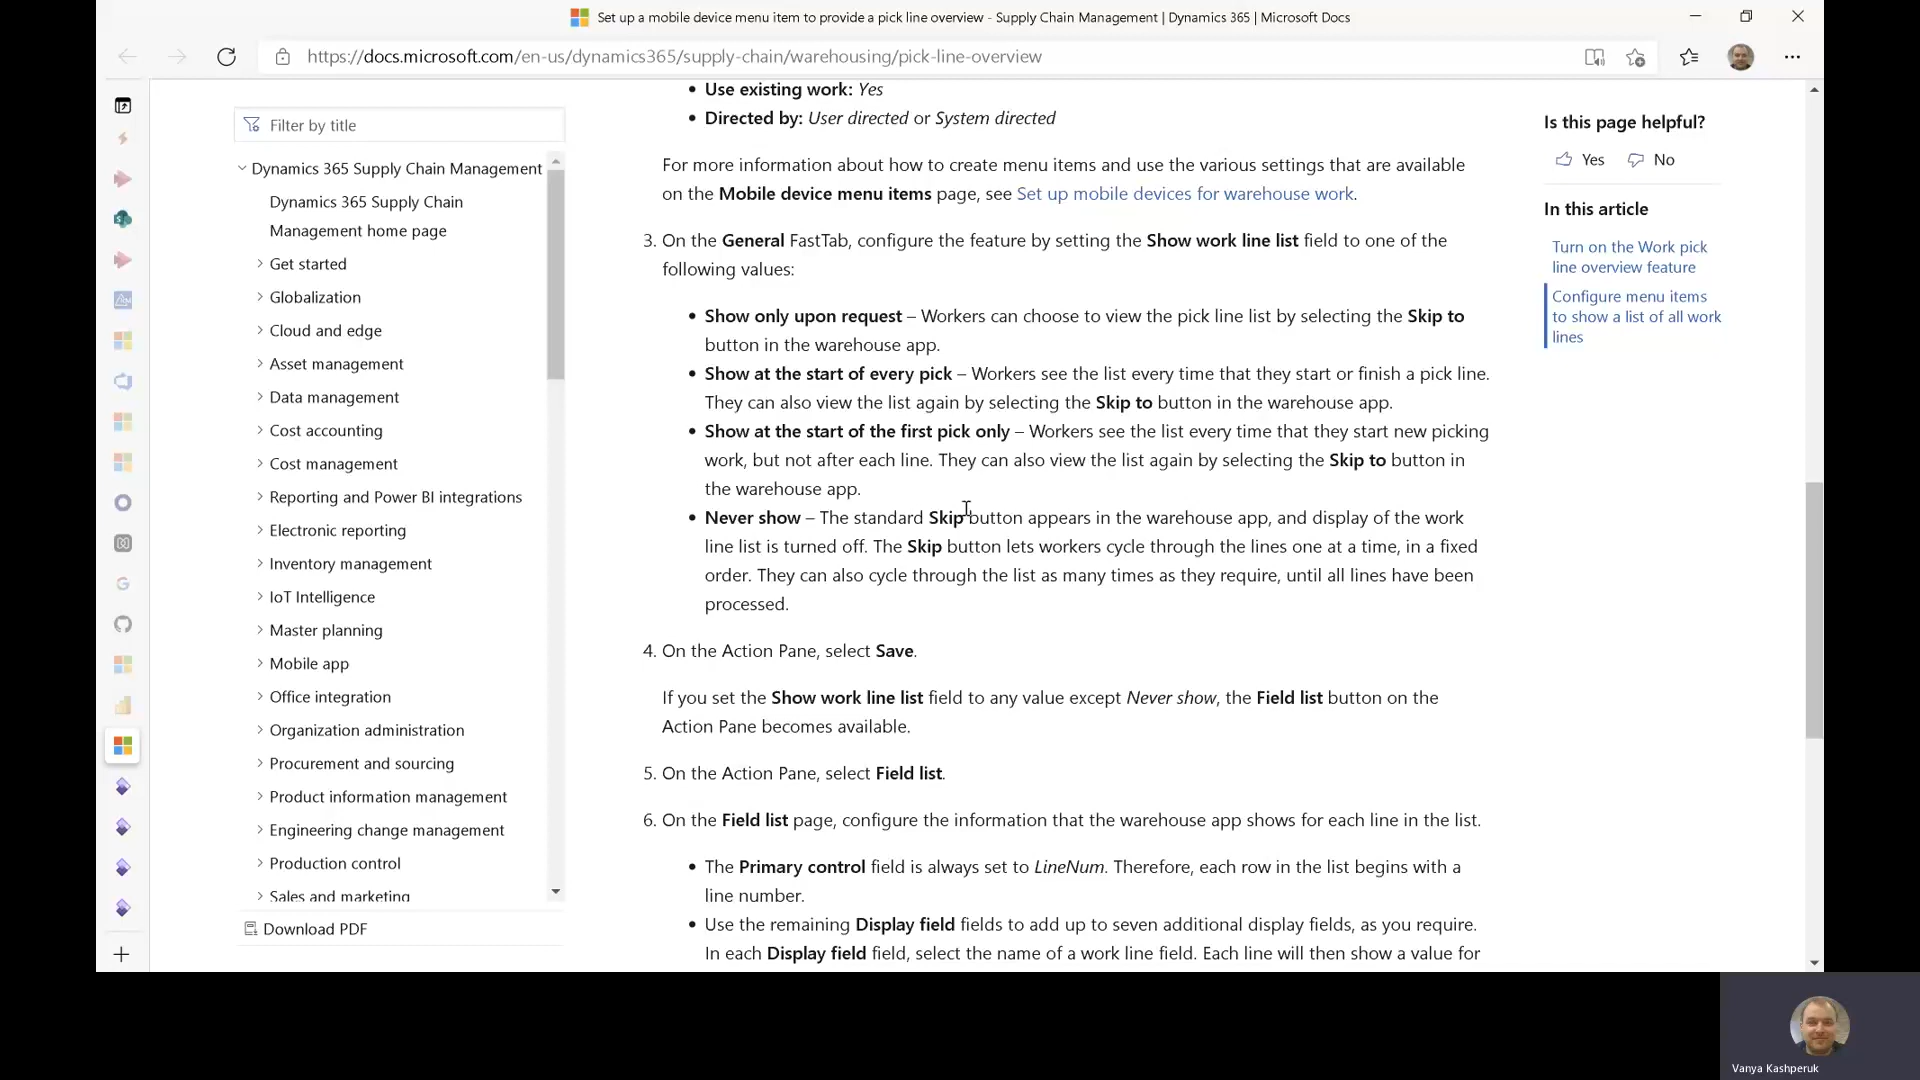 Set up a mobile device menu item to provide a pick line overview - Supply Chain Management | Dynamics 365 | Microsoft Docs
https://docs.microsoft.com/en-us/dynamics365/supply-chain/warehousing/pick-line-overview
Filter by title
Dynamics 365 Supply Chain Management
Dynamics 365 Supply Chain
Management home page
Get started
Globalization
Cloud and edge
Asset management
Data management
Cost accounting
Cost management
Reporting and Power BI integrations
Electronic reporting
Inventory management
IoT Intelligence
Master planning
Mobile app
Office integration
Organization administration
Procurement and sourcing
Product information management
Engineering change management
Production control
Sales and marketing
Download PDF
• Use existing work: Yes
• Directed by: User directed or System directed
For more information about how to create menu items and use the various settings that are available
on the Mobile device menu items page, see Set up mobile devices for warehouse work.
3. On the General FastTab, configure the feature by setting the Show work line list field to one of the
following values:
• Show only upon request – Workers can choose to view the pick line list by selecting the Skip to
button in the warehouse app.
• Show at the start of every pick – Workers see the list every time that they start or finish a pick line.
They can also view the list again by selecting the Skip to button in the warehouse app.
• Show at the start of the first pick only – Workers see the list every time that they start new picking
work, but not after each line. They can also view the list again by selecting the Skip to button in
the warehouse app.
• Never show – The standard Skip button appears in the warehouse app, and display of the work
line list is turned off. The Skip button lets workers cycle through the lines one at a time, in a fixed
order. They can also cycle through the list as many times as they require, until all lines have been
processed.
4. On the Action Pane, select Save.
If you set the Show work line list field to any value except Never show, the Field list button on the
Action Pane becomes available.
5. On the Action Pane, select Field list.
6. On the Field list page, configure the information that the warehouse app shows for each line in the list.
• The Primary control field is always set to LineNum. Therefore, each row in the list begins with a
line number.
• Use the remaining Display field fields to add up to seven additional display fields, as you require.
In each Display field field, select the name of a work line field. Each line will then show a value for
Is this page helpful?
Yes No
In this article
Turn on the Work pick
line overview feature
Configure menu items
to show a list of all work
lines
Vanya Kashperuk